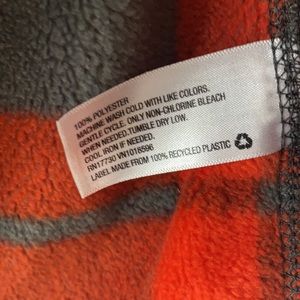 100% POLYESTER
MACHINE WASH COLD WITH LIKE COLORS.
GENTLE CYCLE. ONLY NON-CHLORINE BLEACH
WHEN NEEDED.TUMBLE DRY LOW.
COOL IRON IF NEEDED.
RN17730 VN1018596
LABEL MADE FROM 100% RECYCLED PLASTIC